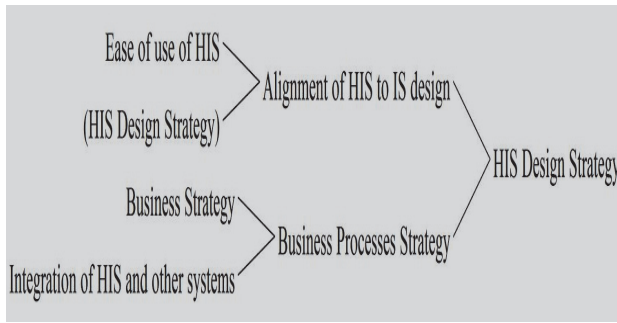 Ease of use of HIS
Alignment of HIS to IS design
(HIS Design Strategy)
HIS Design Strategy
Business Strategy
Business Processes Strategy
Integration of HIS and other systems